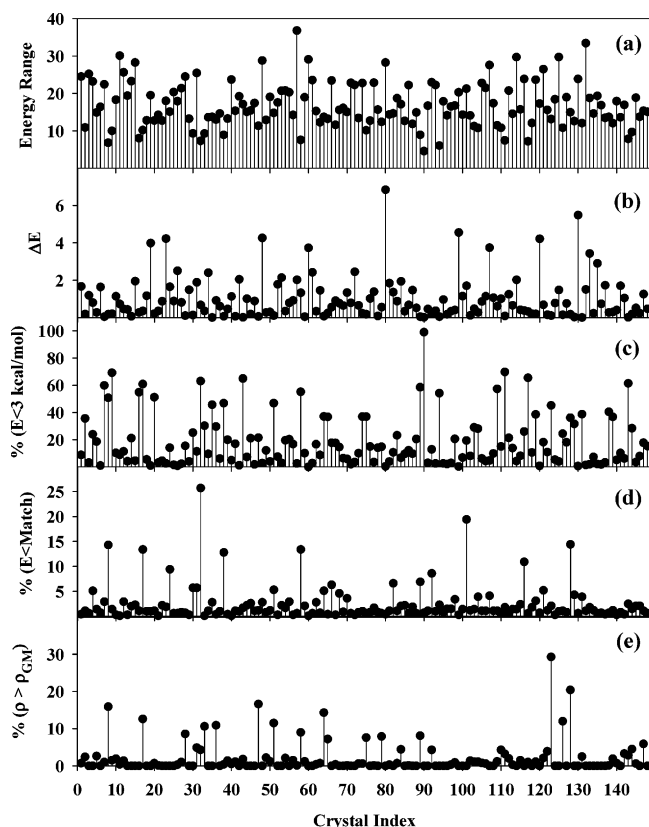 40
30
20
10
Energy Range
(a)
6
4
2
ΔE
(b)
100
80
60
40
20
% (E<3 kcal/mol)
(c)
25
20
15
10
5
% (E<Match)
(d)
30
20
10
0
% (ρ > ρGM)
(e)
0 10 20 30 40 50 60 70 80 90 100 110 120 130 140
Crystal Index